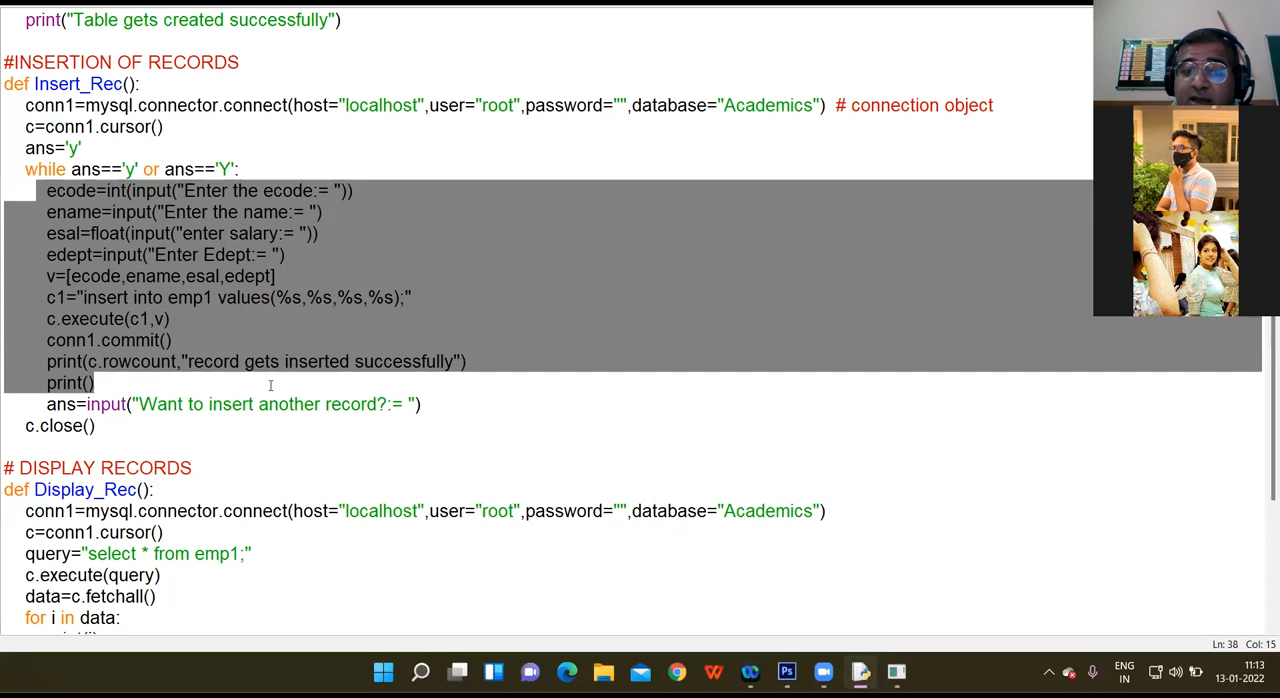 print("Table gets created successfully")
#INSERTION OF RECORDS
def Insert_Rec():
conn1=mysql.connector.connect(host="localhost",user="root",password="",database="Academics")  # connection object
c=conn1.cursor()
ans='y'
while ans=='y' or ans=='Y':
ecode=int(input("Enter the ecode:= "))
ename=input("Enter the name:= ")
esal=float(input("enter salary:= "))
edept=input("Enter Edept:= ")
v=[ecode,ename,esal,edept]
c1="insert into emp1 values(%s,%s,%s,%s);"
c.execute(c1,v)
conn1.commit()
print(c.rowcount,"record gets inserted successfully")
print()
ans=input("Want to insert another record?:= ")
c.close()
# DISPLAY RECORDS
def Display_Rec():
conn1=mysql.connector.connect(host="localhost",user="root",password="",database="Academics")
c=conn1.cursor()
query="select * from emp1;"
c.execute(query)
data=c.fetchall()
for i in data:
Ln: 38 Col: 15
Ps
ENG
IN
11:13
13-01-2022